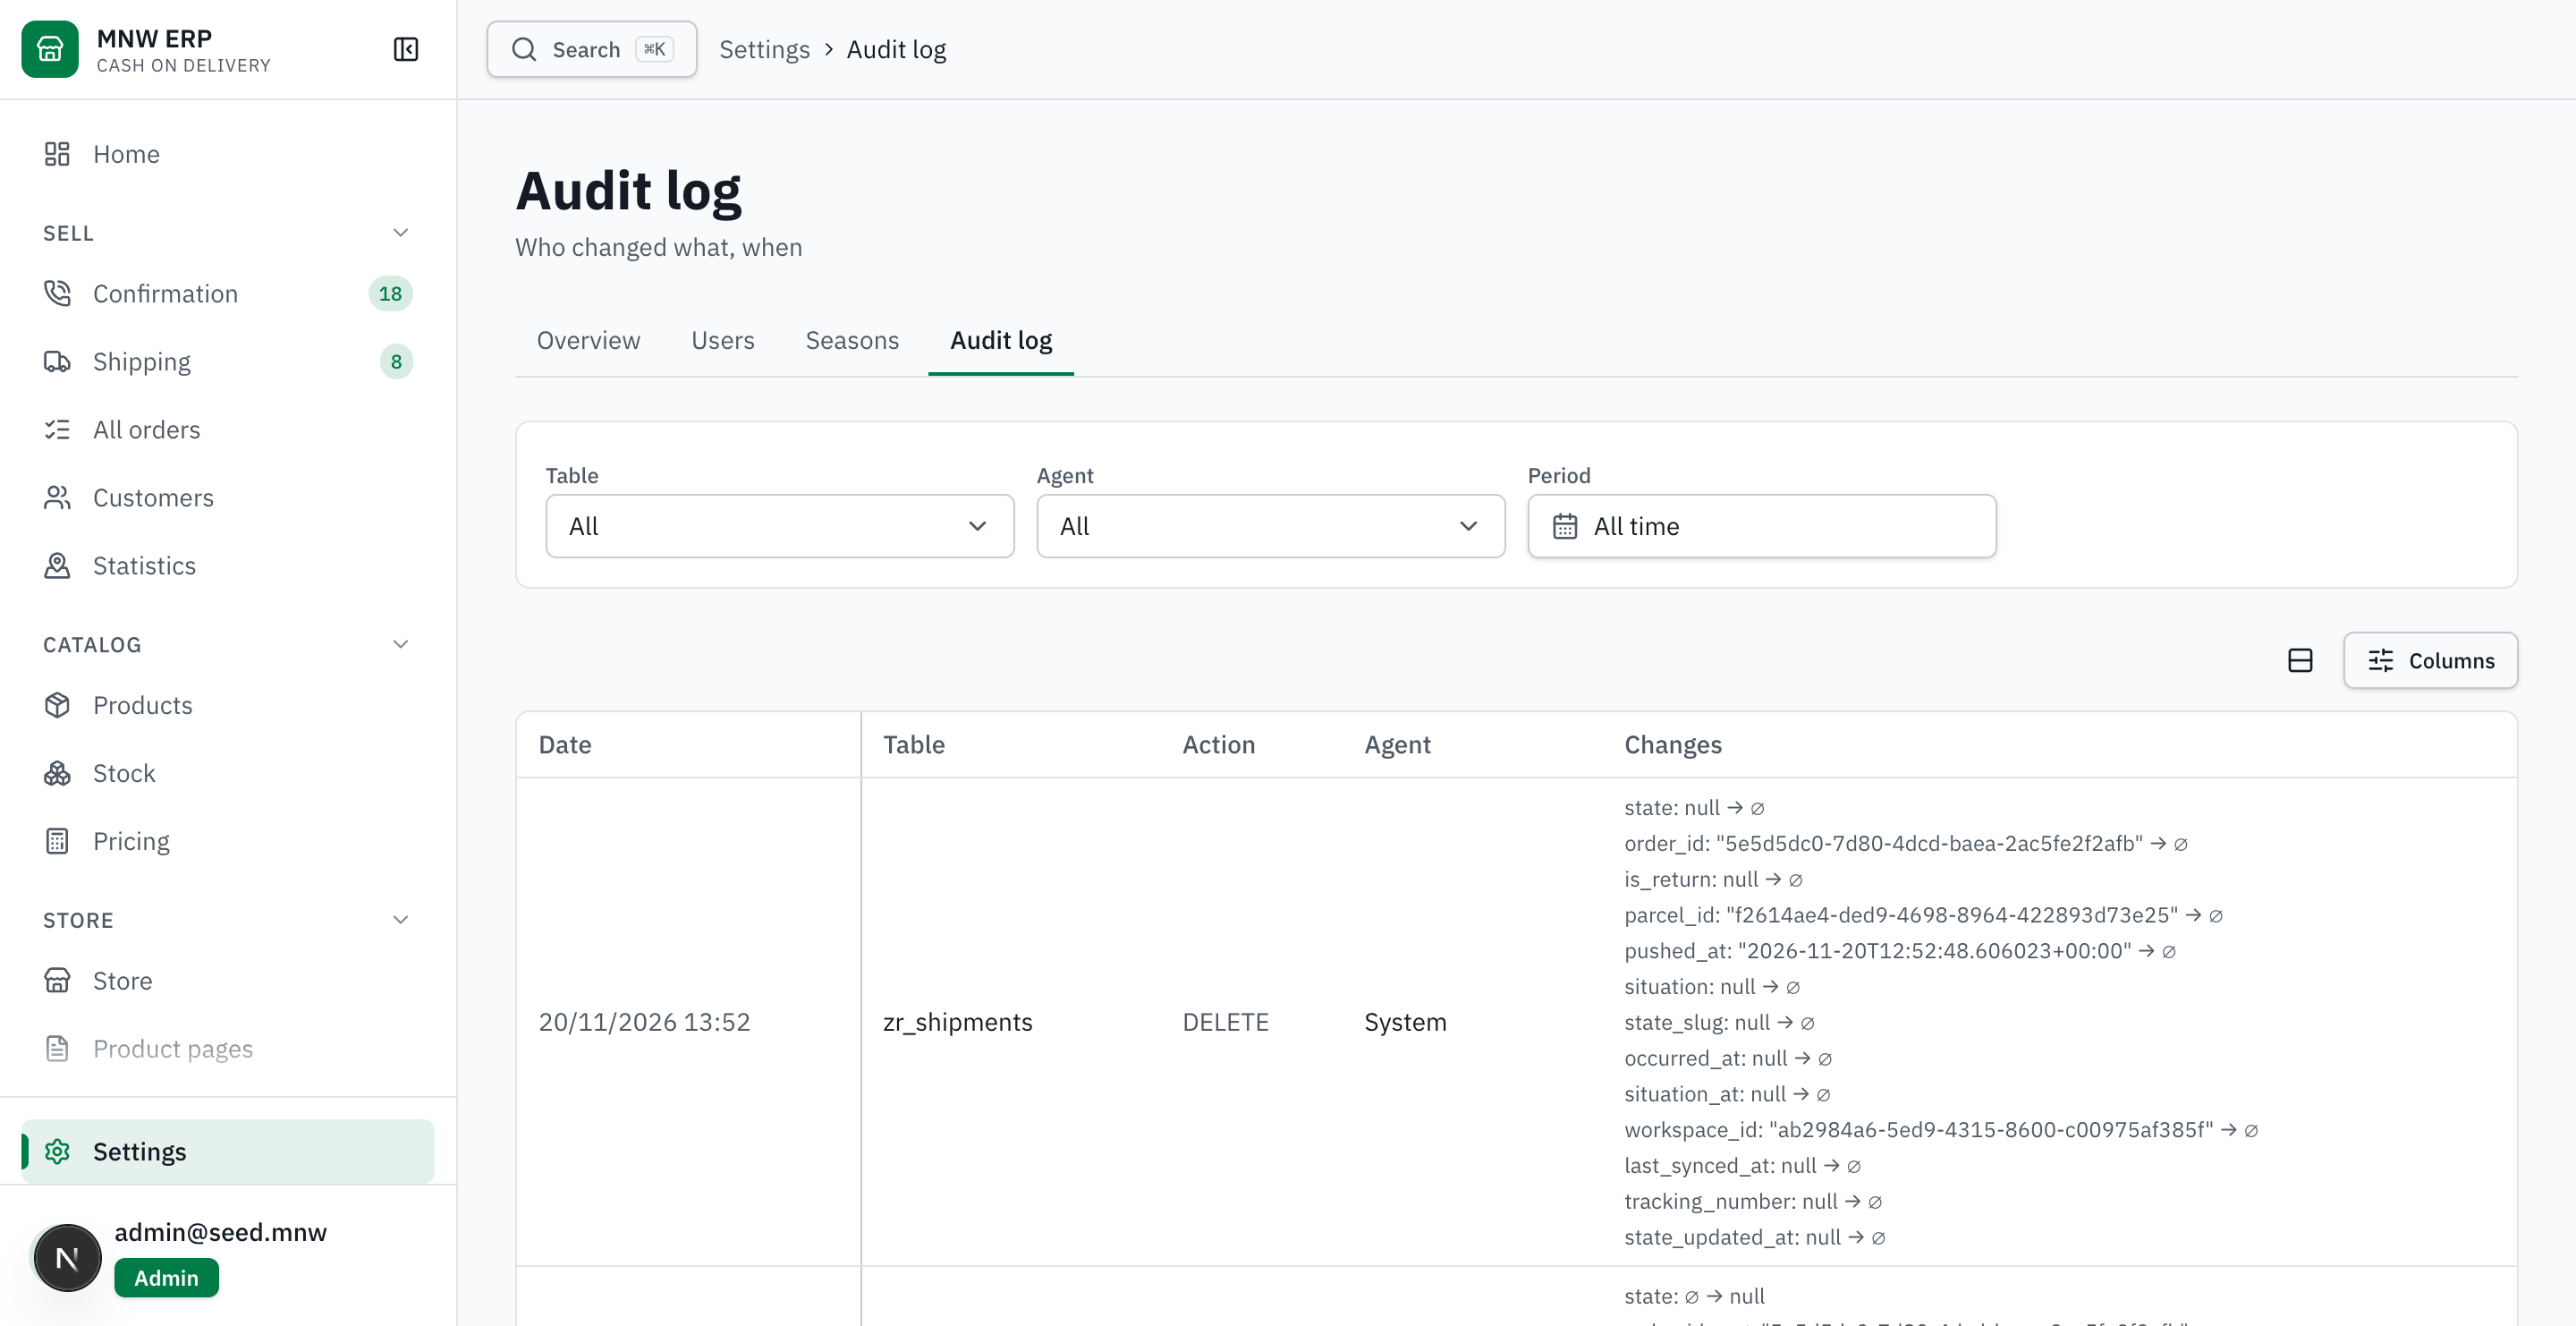 MNW ERP
CASH ON DELIVERY
Search ⌘K
Settings > Audit log
Home
SELL
Confirmation 18
Shipping 8
All orders
Customers
Statistics
CATALOG
Products
Stock
Pricing
STORE
Store
Product pages
Settings
N
admin@seed.mnw
Admin
Audit log
Who changed what, when
Overview Users Seasons Audit log
Table Agent Period
All All All time
Columns
Date Table Action Agent Changes
20/11/2026 13:52 zr_shipments DELETE System
state: null → ∅
order_id: "5e5d5dc0-7d80-4dcd-baea-2ac5fe2f2afb" → ∅
is_return: null → ∅
parcel_id: "f2614ae4-ded9-4698-8964-422893d73e25" → ∅
pushed_at: "2026-11-20T12:52:48.606023+00:00" → ∅
situation: null → ∅
state_slug: null → ∅
occurred_at: null → ∅
situation_at: null → ∅
workspace_id: "ab2984a6-5ed9-4315-8600-c00975af385f" → ∅
last_synced_at: null → ∅
tracking_number: null → ∅
state_updated_at: null → ∅
state: ∅ → null